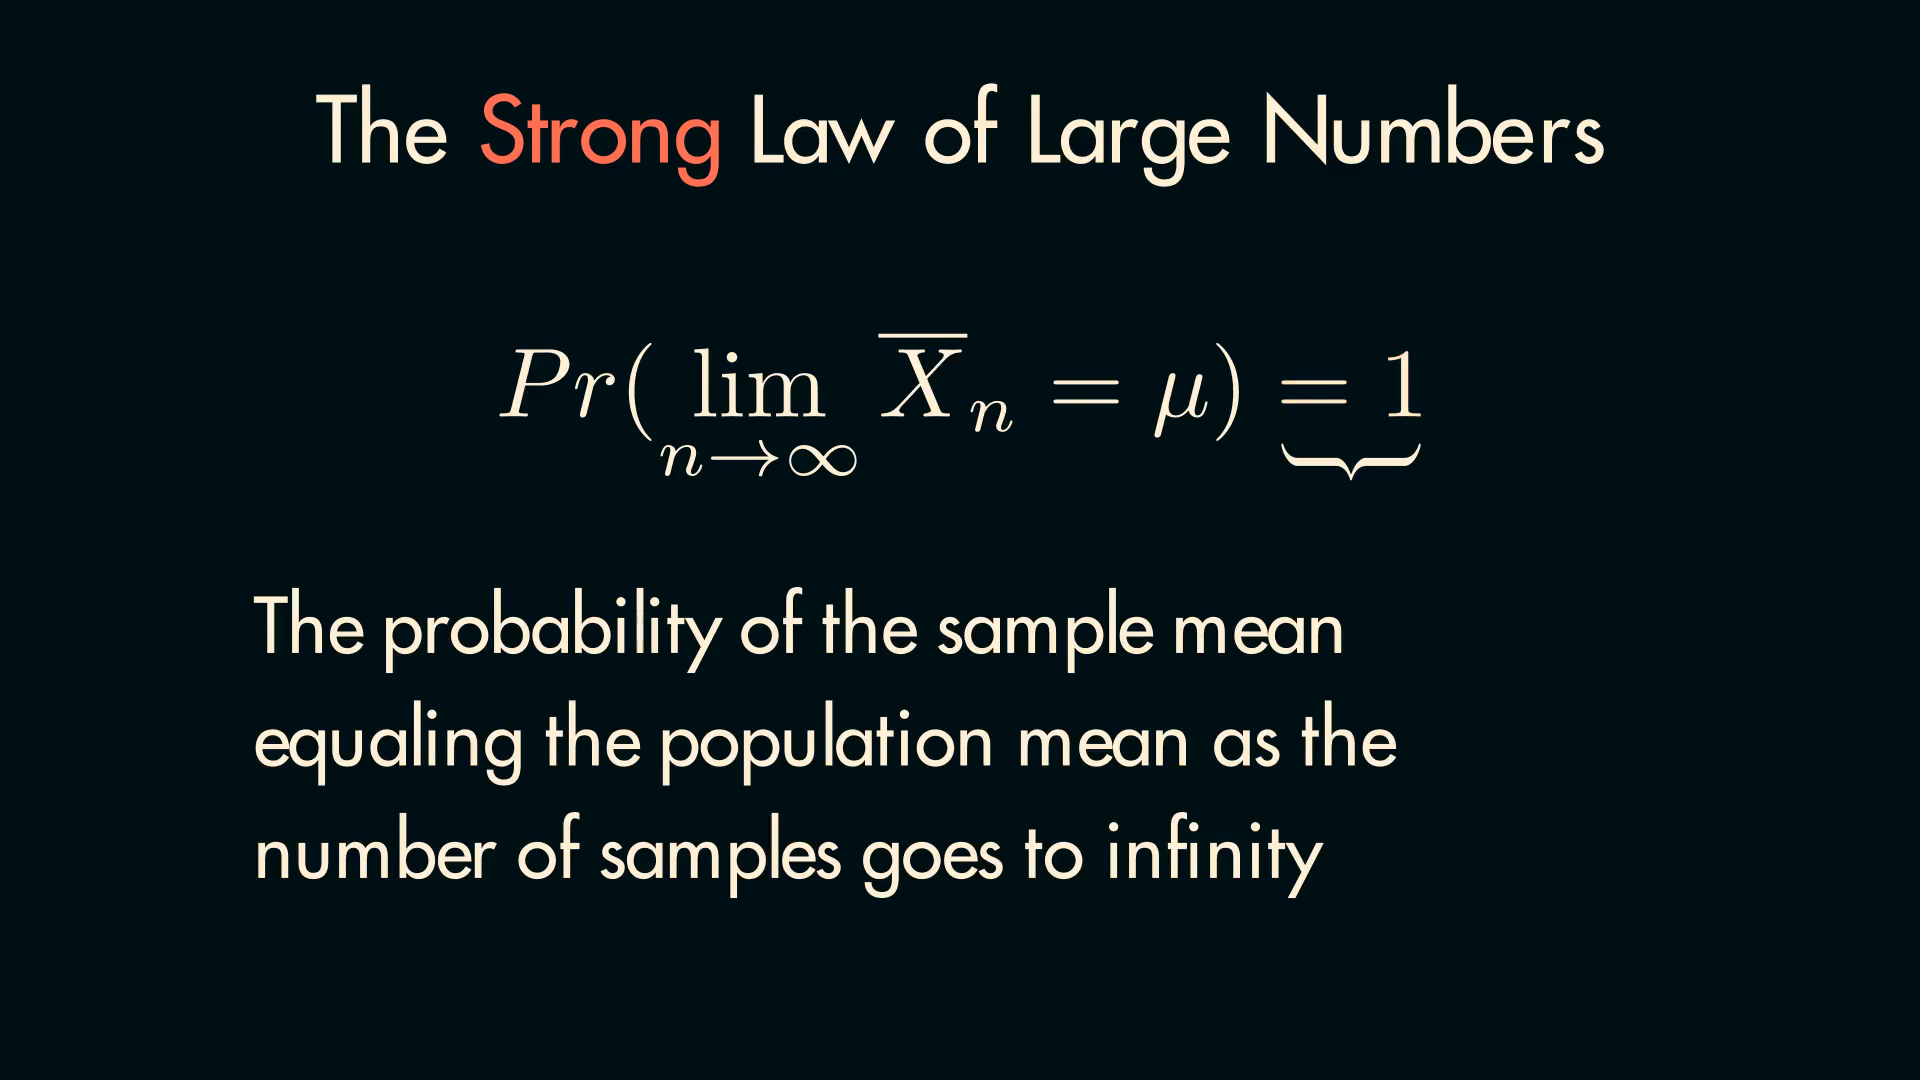 The Strong Law of Large Numbers
Pr( lim n→∞ X̅n = μ) = 1
The probability of the sample mean
equaling the population mean as the
number of samples goes to infinity